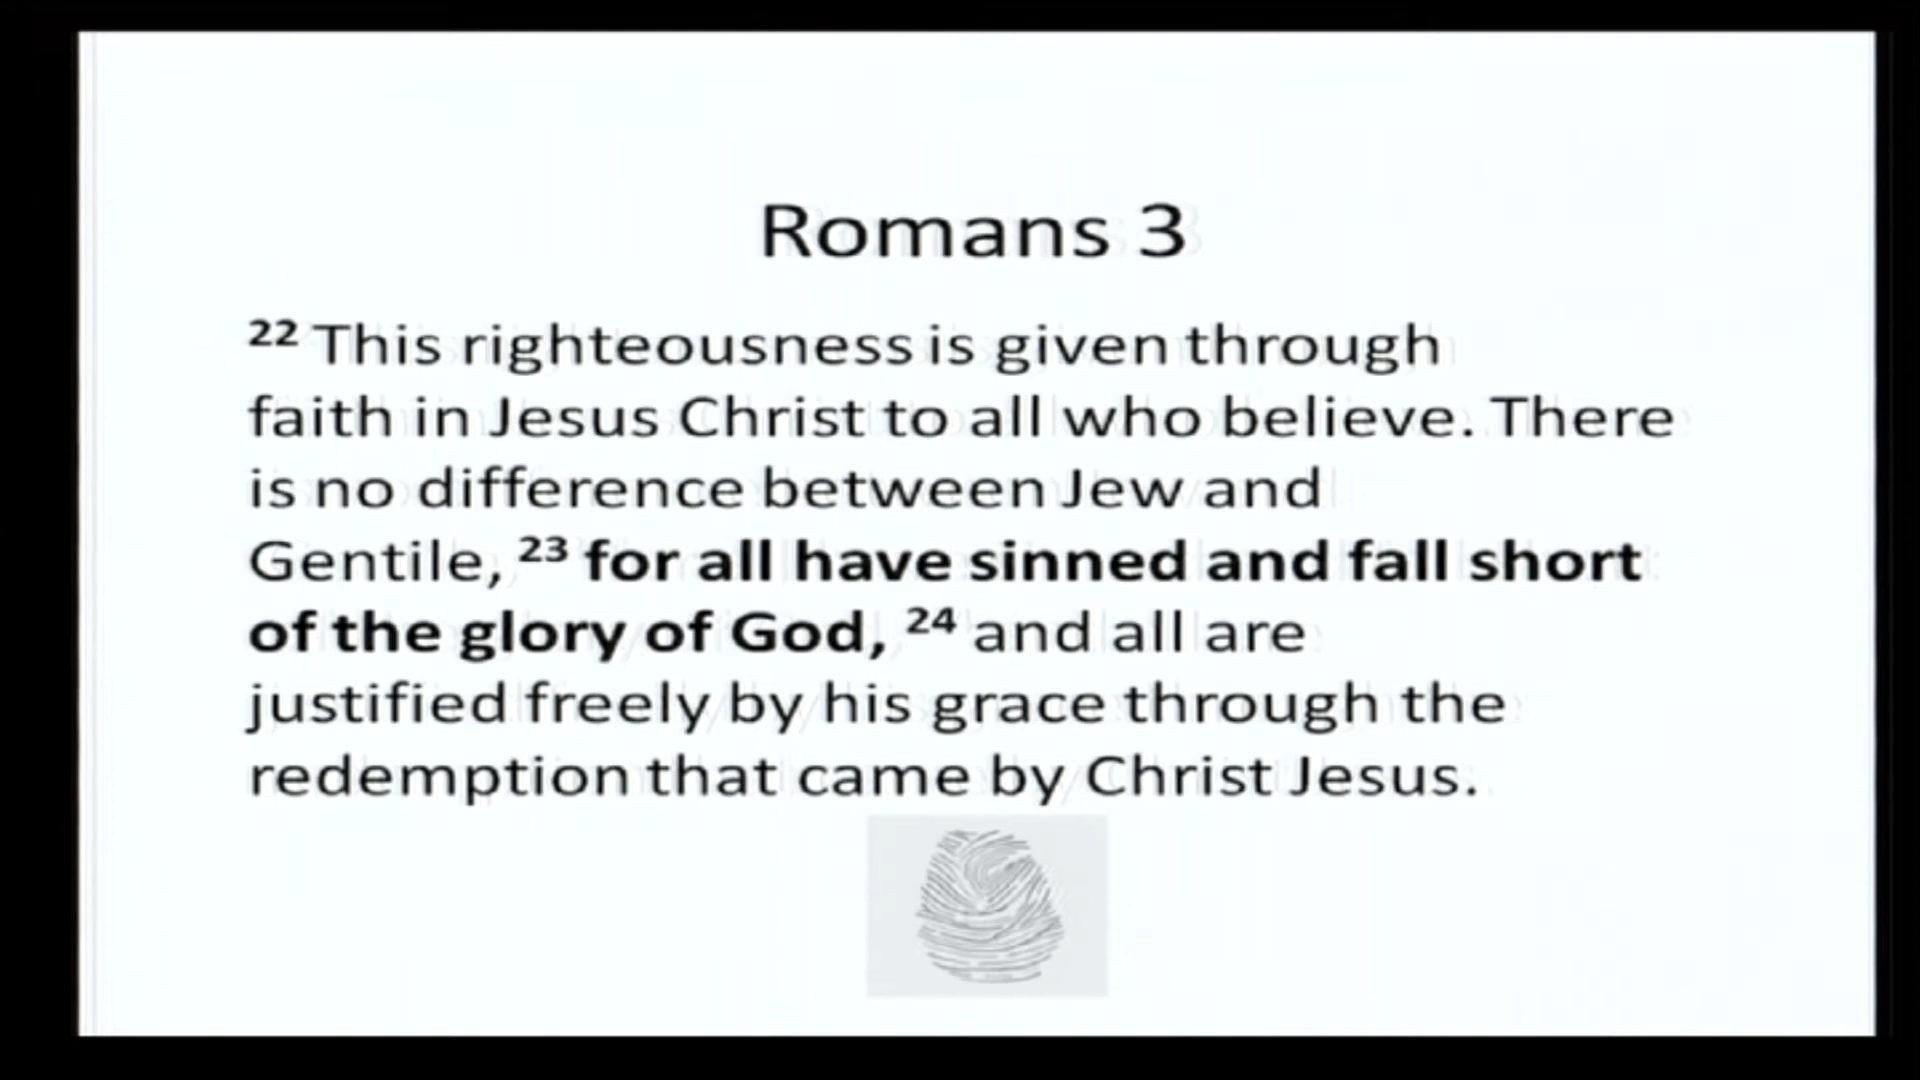 Romans 3
22 This righteousness is given through
faith in Jesus Christ to all who believe. There
is no difference between Jew and
Gentile, 23 for all have sinned and fall short
of the glory of God, 24 and all are
justified freely by his grace through the
redemption that came by Christ Jesus.